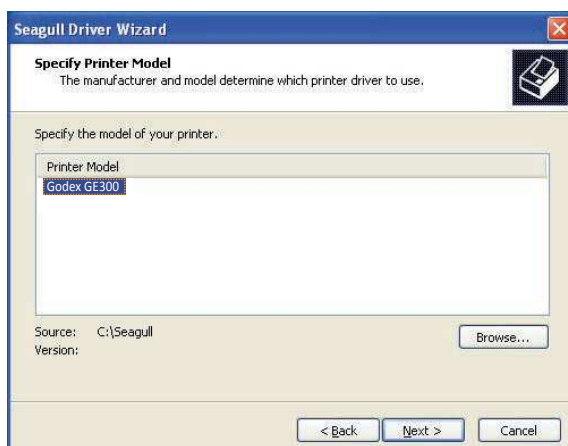 Seagull Driver Wizard
Specify Printer Model
The manufacturer and model determine which printer driver to use.
Specify the model of your printer.
Printer Model
Godex GE300
Source: C:\Seagull
Version:
Browse...
< Back Next > Cancel